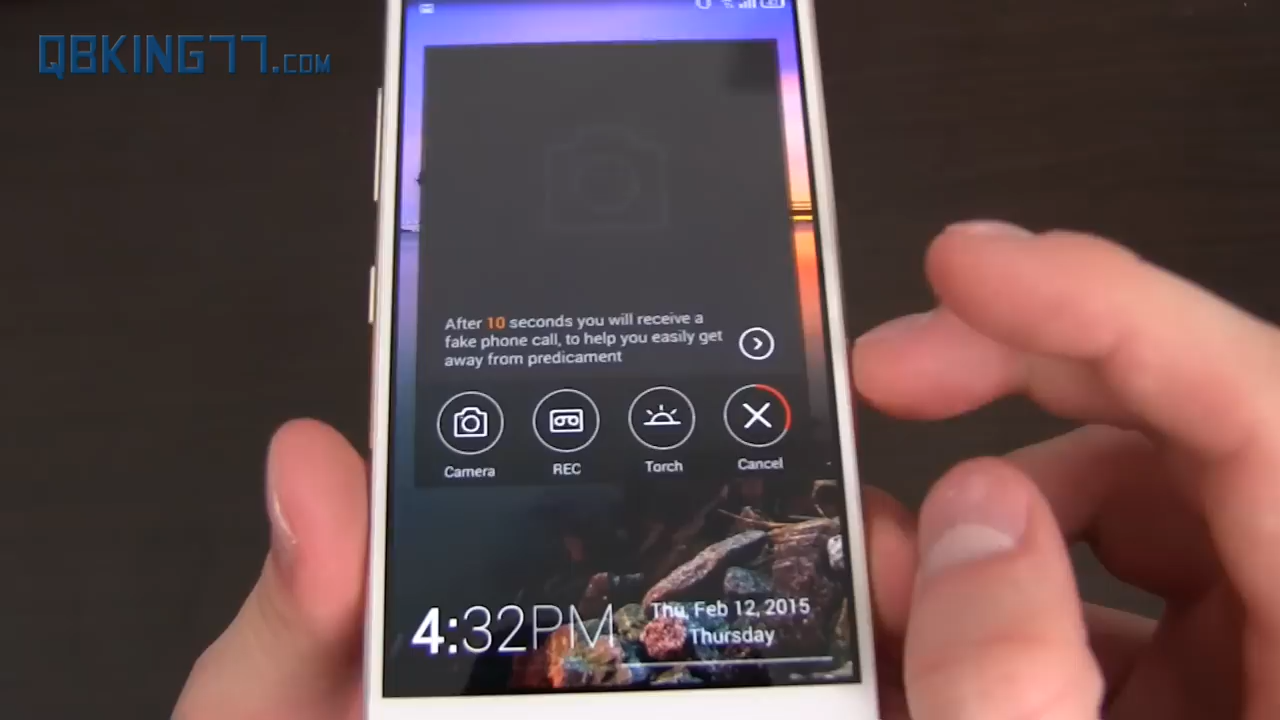 QBKING77.COM
After 10 seconds you will receive a
fake phone call, to help you easily get
away from predicament
Camera
REC
Torch
Cancel
4:32PM
Thu, Feb 12, 2015
Thursday